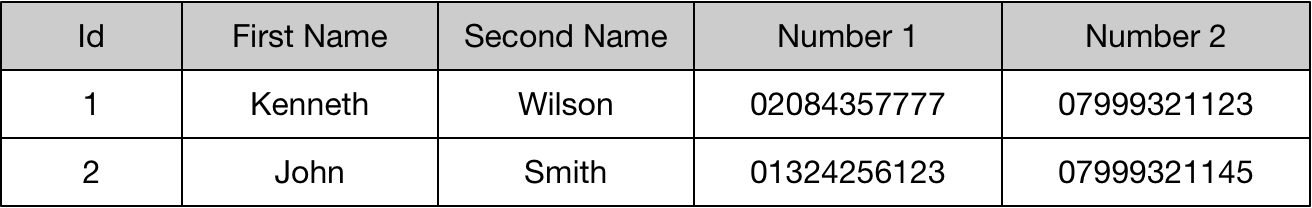 Id First Name Second Name Number 1 Number 2
1 Kenneth Wilson 02084357777 07999321123
2 John Smith 01324256123 07999321145